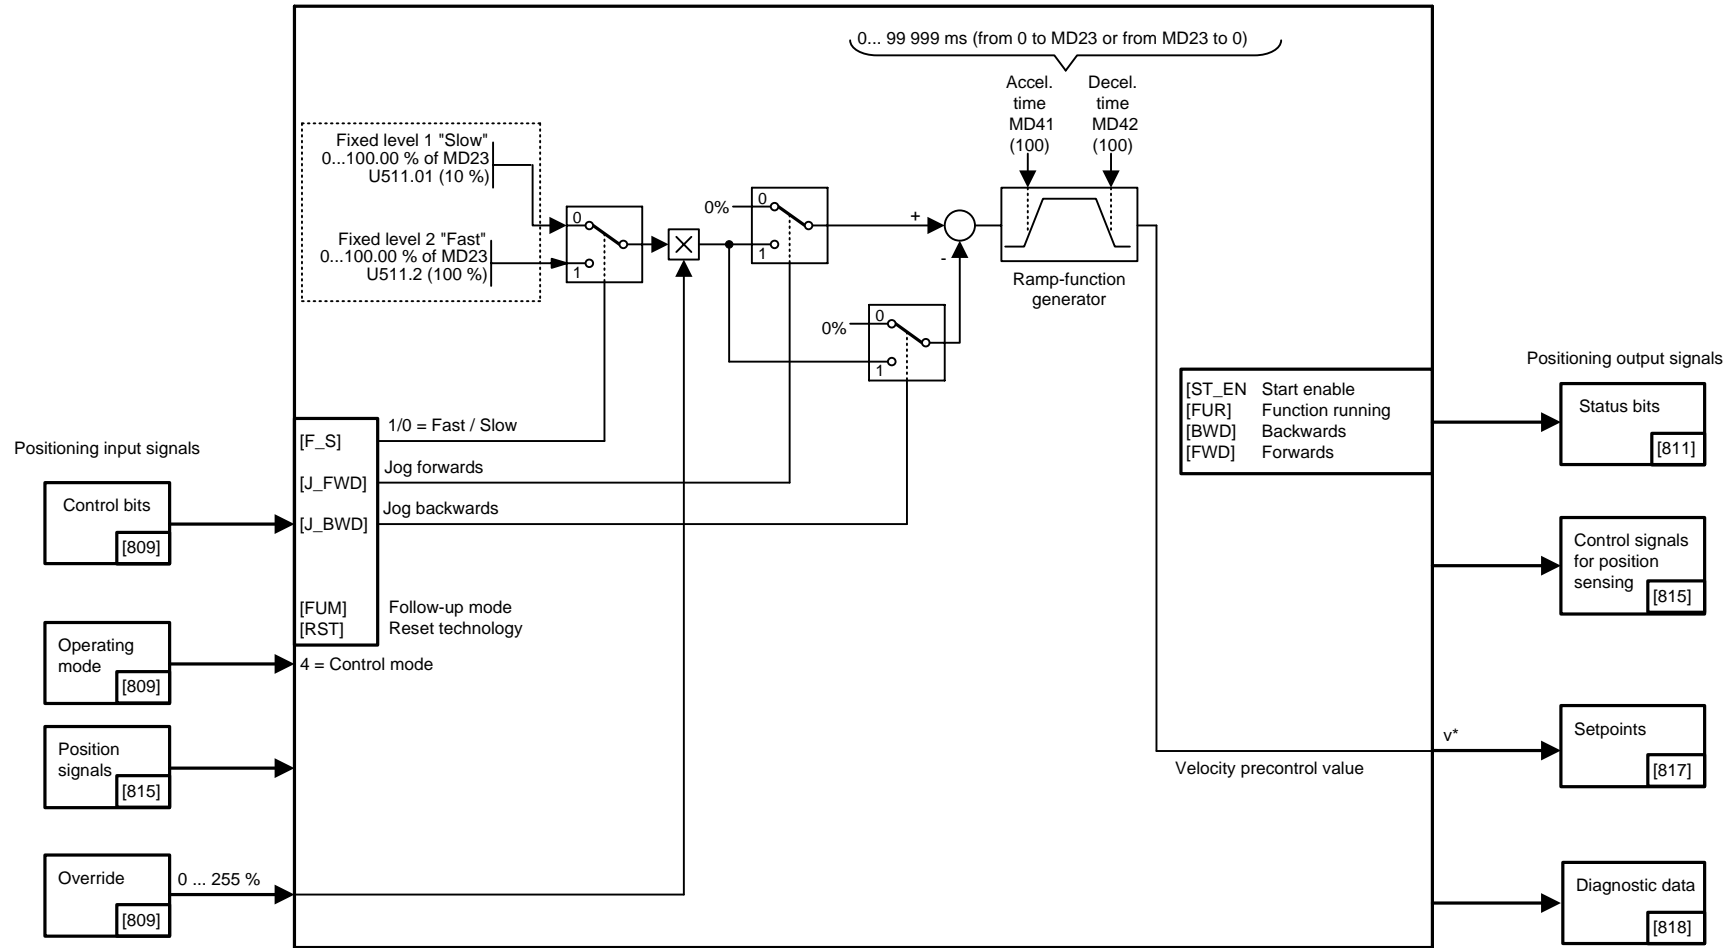 0... 99 999 ms (from 0 to MD23 or from MD23 to 0)
Accel.
time
MD41
(100)
Decel.
time
MD42
(100)
Fixed level 1 "Slow"
0...100.00 % of MD23
U511.01 (10 %)
Fixed level 2 "Fast"
0...100.00 % of MD23
U511.2 (100 %)
0
1
0%
0
1
+
-
0%
0
1
Ramp-function
generator
Positioning input signals
Control bits
[809]
Operating
mode
[809]
Position
signals
[815]
Override
[809]
0 ... 255 %
[F_S]
1/0 = Fast / Slow
[J_FWD]
Jog forwards
[J_BWD]
Jog backwards
[FUM] Follow-up mode
[RST] Reset technology
4 = Control mode
[ST_EN Start enable
[FUR] Function running
[BWD] Backwards
[FWD] Forwards
Velocity precontrol value
v*
Positioning output signals
Status bits
[811]
Control signals
for position
sensing
[815]
Setpoints
[817]
Diagnostic data
[818]